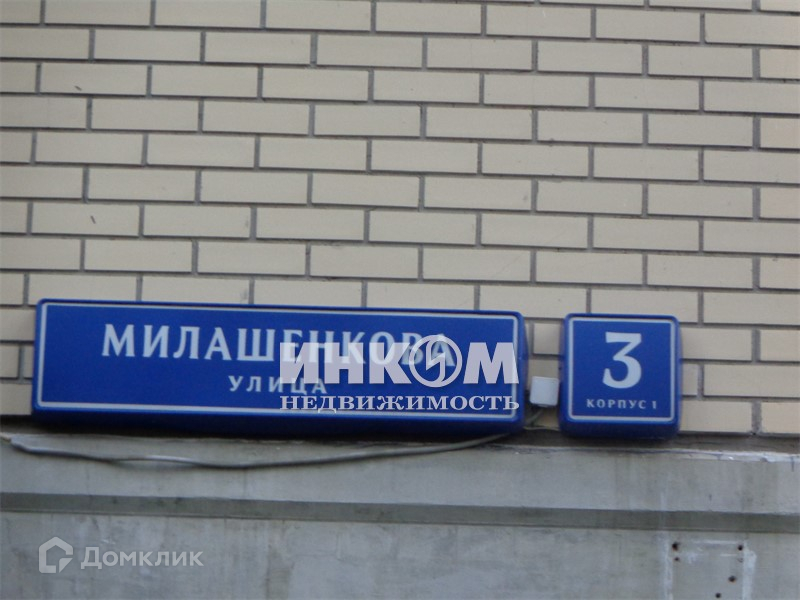 МИЛАШЕНКОВА
УЛИЦА
3
КОРПУС 1
ИНКОМ
НЕДВИЖИМОСТЬ
Домклик